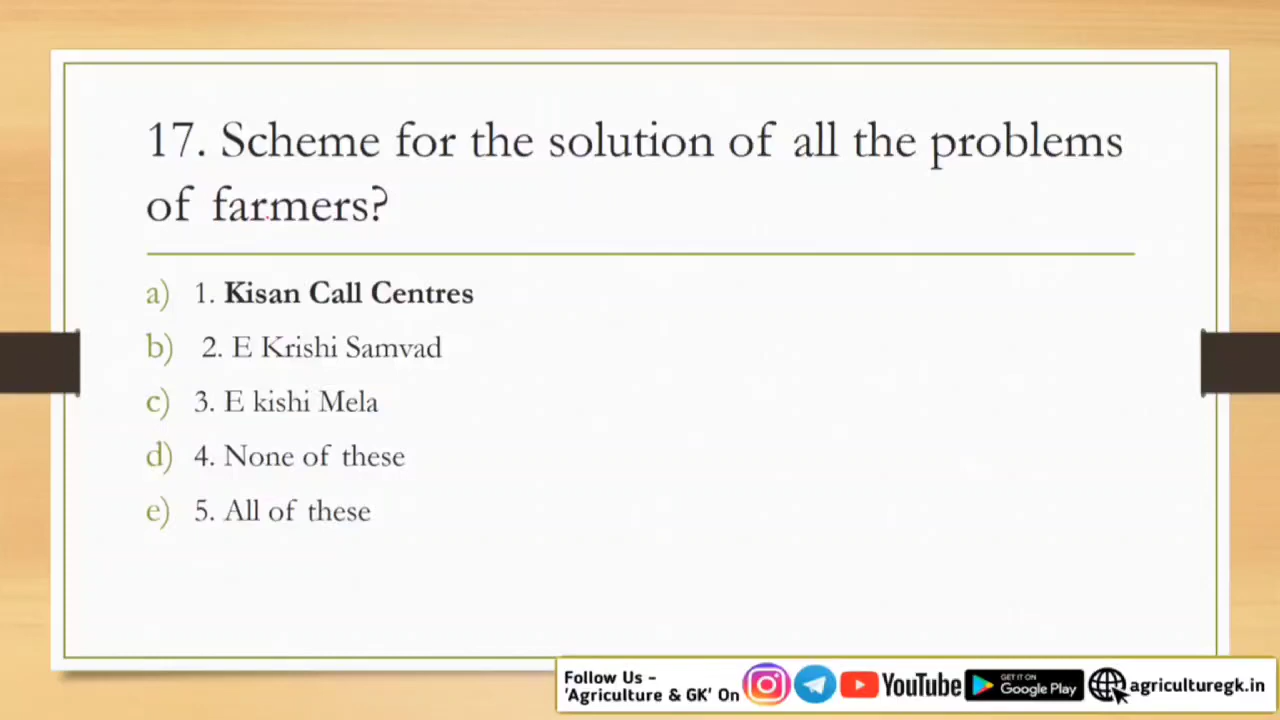 17. Scheme for the solution of all the problems
of farmers?
a) 1. Kisan Call Centres
b) 2. E Krishi Samvad
c) 3. E kishi Mela
d) 4. None of these
e) 5. All of these
Follow Us -
'Agriculture & GK' On
YouTube
GET IT ON
Google Play
agriculturegk.in